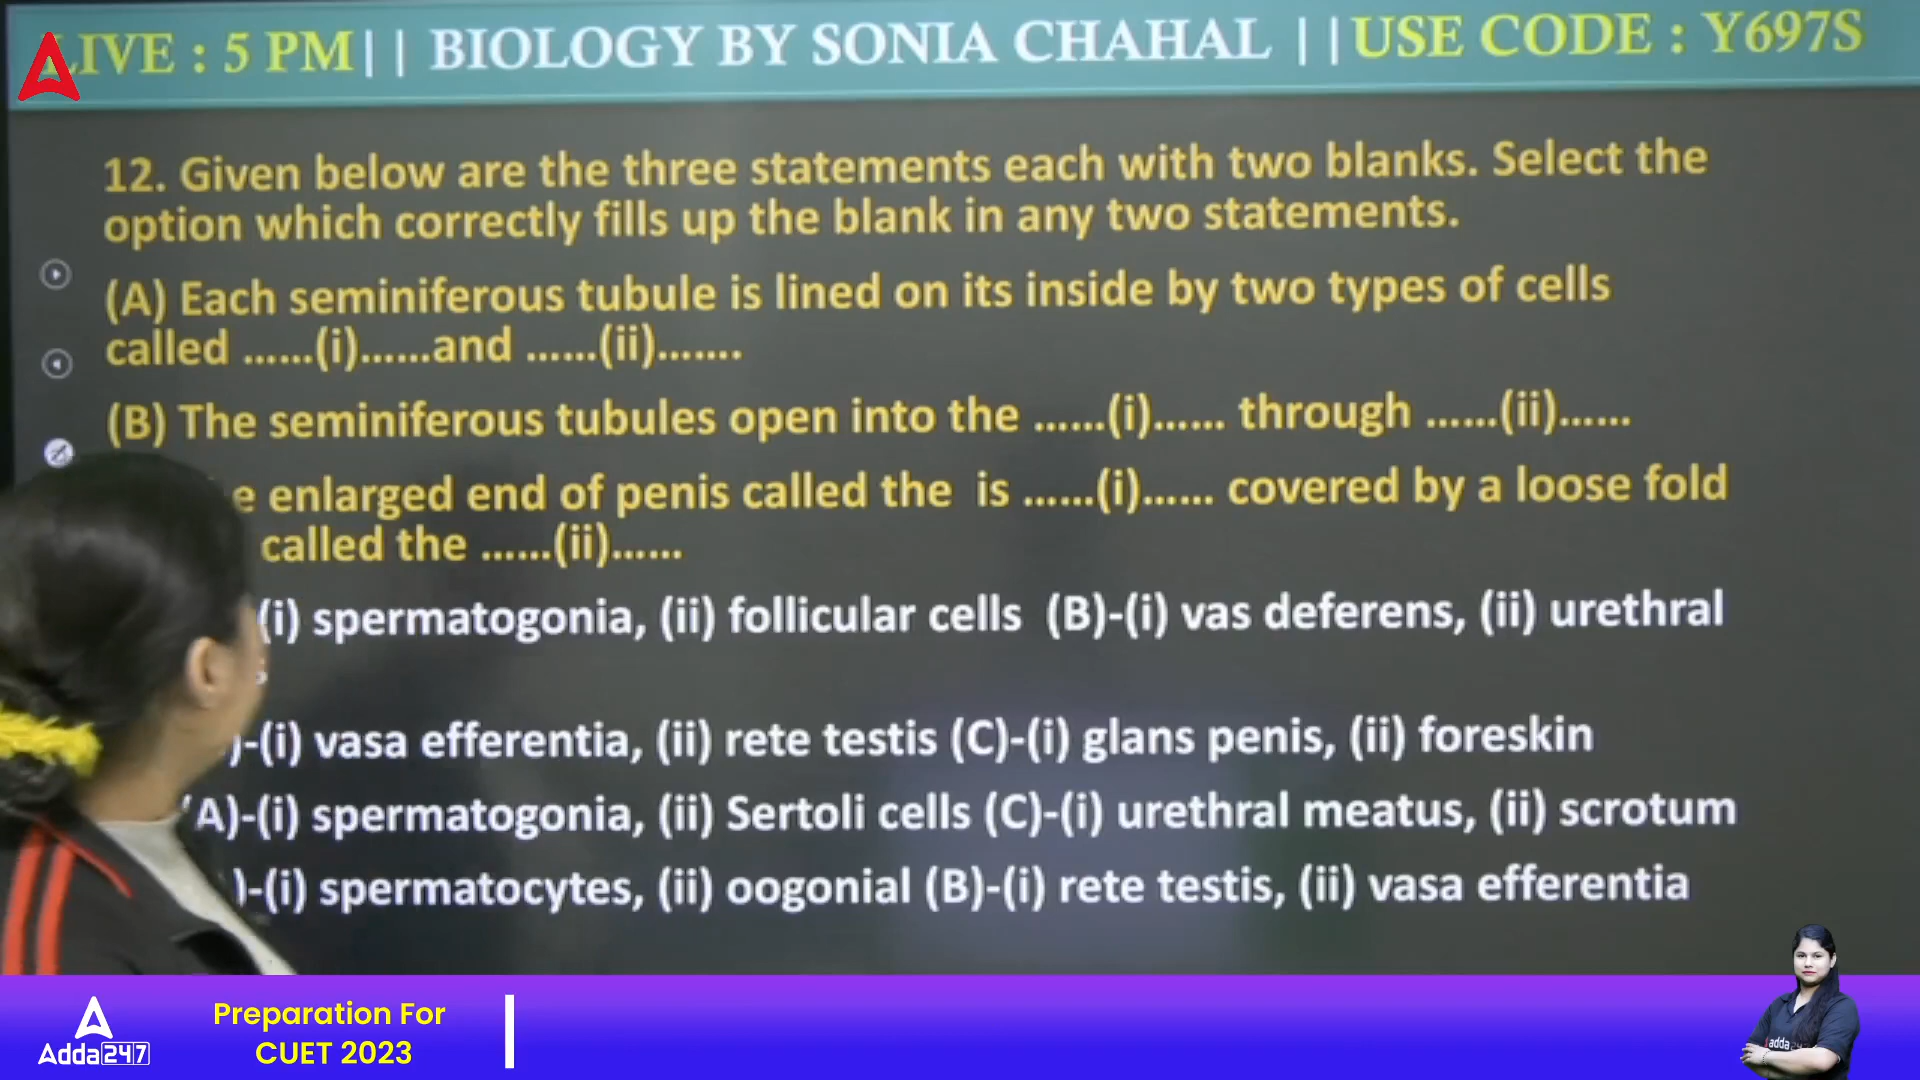 LIVE : 5 PM || BIOLOGY BY SONIA CHAHAL || USE CODE : Y697S
12. Given below are the three statements each with two blanks. Select the
option which correctly fills up the blank in any two statements.
(A) Each seminiferous tubule is lined on its inside by two types of cells
called ......(i)......and ......(ii).......
(B) The seminiferous tubules open into the ......(i)...... through ......(ii)......
e enlarged end of penis called the is ......(i)...... covered by a loose fold
called the ......(ii)......
(i) spermatogonia, (ii) follicular cells (B)-(i) vas deferens, (ii) urethral
)-(i) vasa efferentia, (ii) rete testis (C)-(i) glans penis, (ii) foreskin
(A)-(i) spermatogonia, (ii) Sertoli cells (C)-(i) urethral meatus, (ii) scrotum
)-(i) spermatocytes, (ii) oogonial (B)-(i) rete testis, (ii) vasa efferentia
Preparation For
CUET 2023
Adda247
adda247